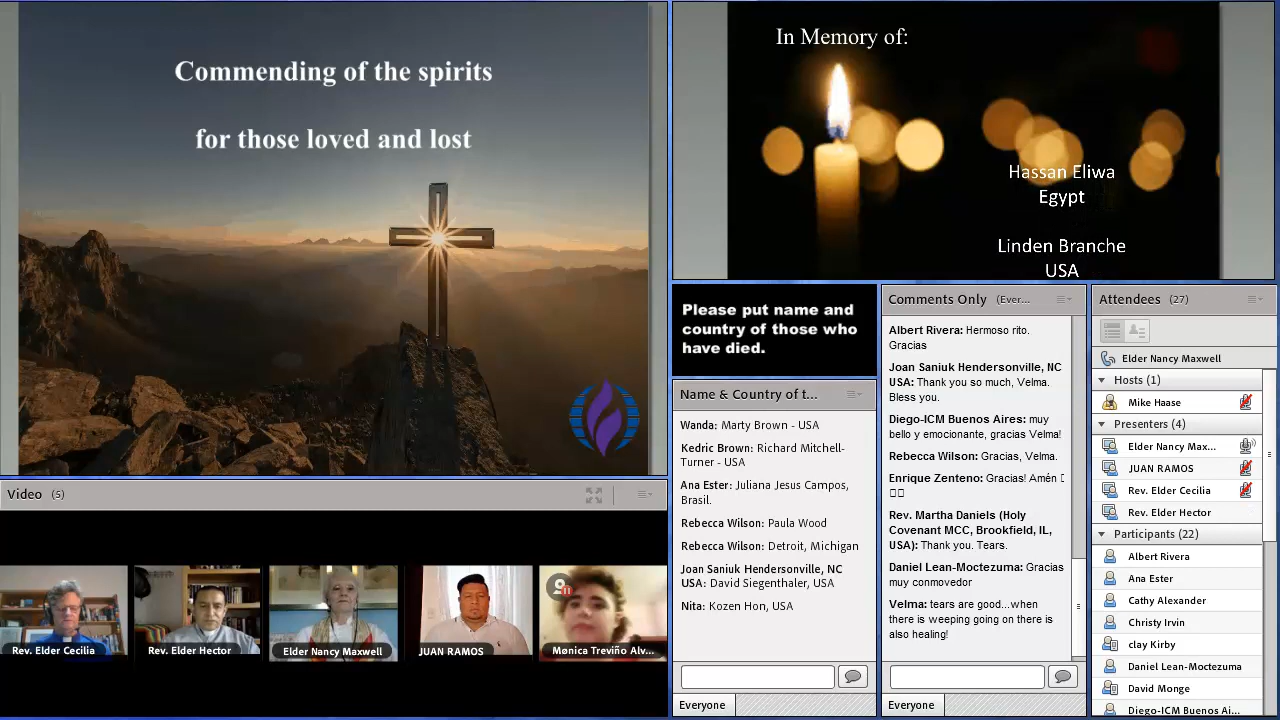 Commending of the spirits
for those loved and lost
In Memory of:
Hassan Eliwa
Egypt
Linden Branche
USA
Video (5)
Rev. Elder Cecilia
Rev. Elder Hector
Elder Nancy Maxwell
JUAN RAMOS
Mønica Treviño Alv...
Please put name and
country of those who
have died.
Name & Country of t...
Wanda: Marty Brown - USA
Kedric Brown: Richard Mitchell-
Turner - USA
Ana Ester: Juliana Jesus Campos,
Brasil.
Rebecca Wilson: Paula Wood
Rebecca Wilson: Detroit, Michigan
Joan Saniuk Hendersonville, NC
USA: David Siegenthaler, USA
Nita: Kozen Hon, USA
Everyone
Comments Only (Ever...
Albert Rivera: Hermoso rito.
Gracias
Joan Saniuk Hendersonville, NC
USA: Thank you so much, Velma.
Bless you.
Diego-ICM Buenos Aires: muy
bello y emocionante, gracias Velma!
Rebecca Wilson: Gracias, Velma.
Enrique Zenteno: Gracias! Amén
Rev. Martha Daniels (Holy
Covenant MCC, Brookfield, IL,
USA): Thank you. Tears.
Daniel Lean-Moctezuma: Gracias
muy conmovedor
Velma: tears are good...when
there is weeping going on there is
also healing!
Everyone
Attendees (27)
Elder Nancy Maxwell
Hosts (1)
Mike Haase
Presenters (4)
Elder Nancy Max...
JUAN RAMOS
Rev. Elder Cecilia
Rev. Elder Hector
Participants (22)
Albert Rivera
Ana Ester
Cathy Alexander
Christy Irvin
clay Kirby
Daniel Lean-Moctezuma
David Monge
Diego-ICM Buenos Ai...